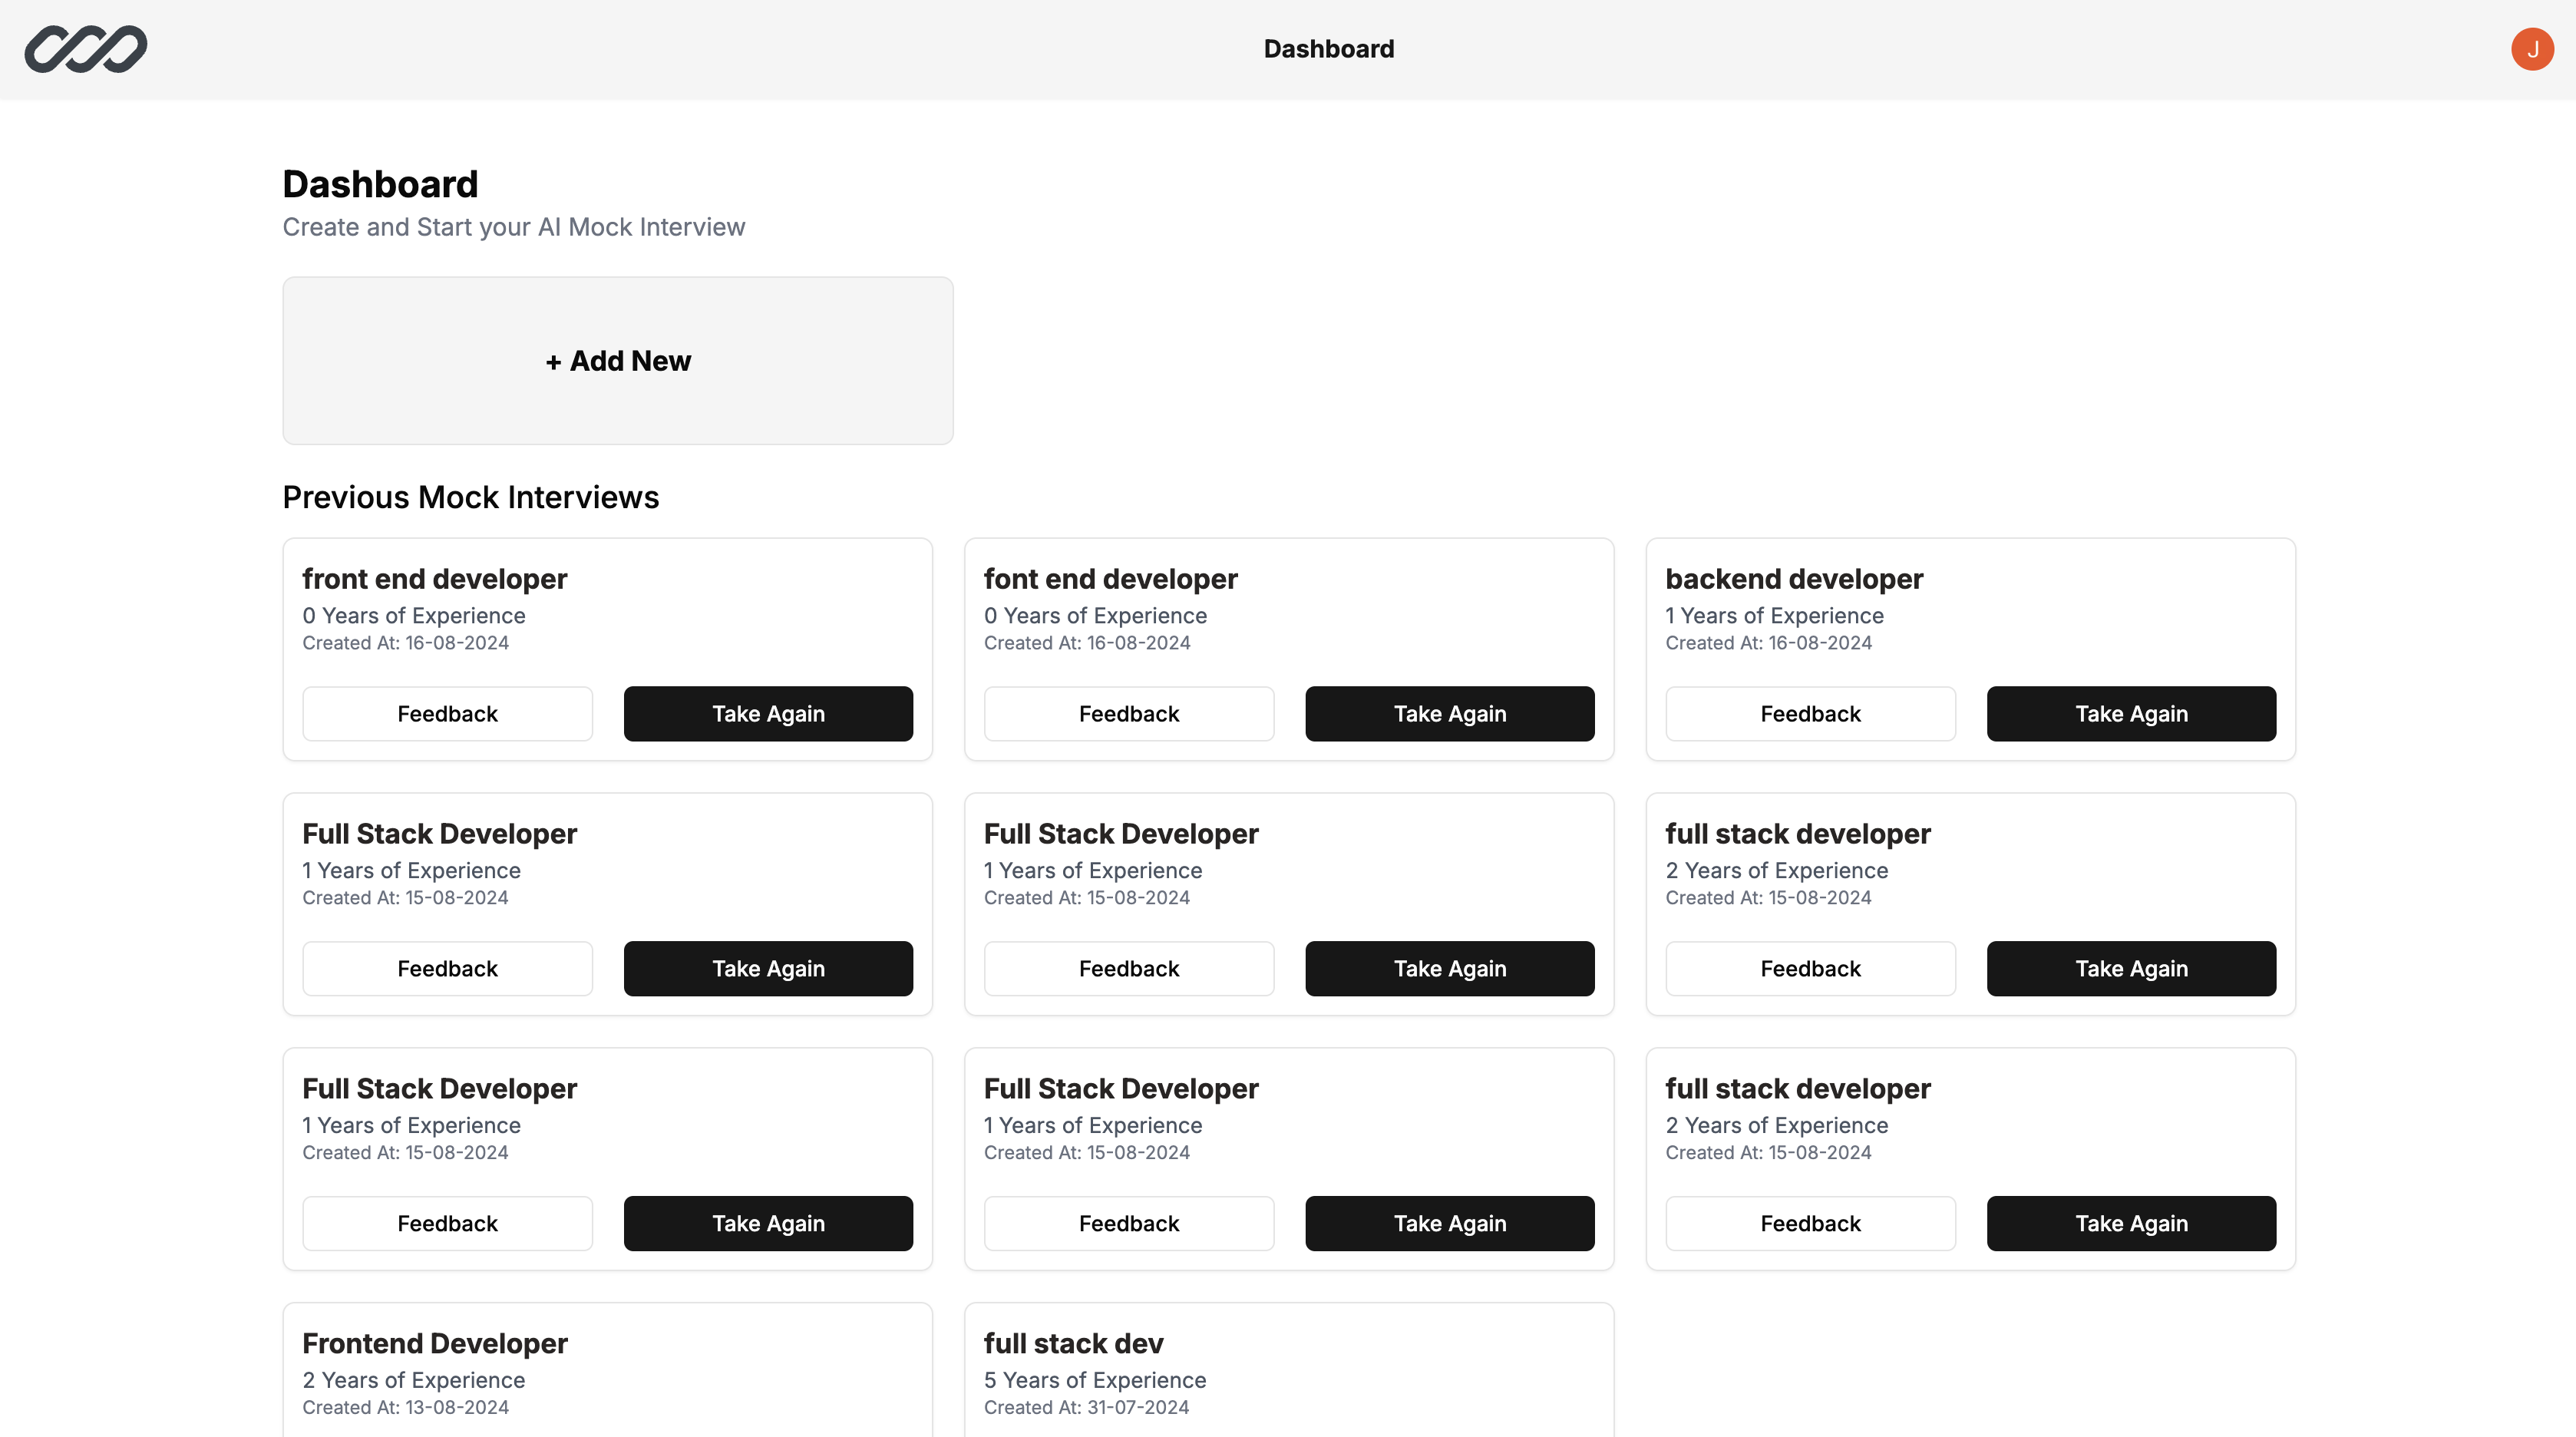 Dashboard
J
Dashboard
Create and Start your AI Mock Interview
+ Add New
Previous Mock Interviews
front end developer
0 Years of Experience
Created At: 16-08-2024
Feedback
Take Again
font end developer
0 Years of Experience
Created At: 16-08-2024
Feedback
Take Again
backend developer
1 Years of Experience
Created At: 16-08-2024
Feedback
Take Again
Full Stack Developer
1 Years of Experience
Created At: 15-08-2024
Feedback
Take Again
Full Stack Developer
1 Years of Experience
Created At: 15-08-2024
Feedback
Take Again
full stack developer
2 Years of Experience
Created At: 15-08-2024
Feedback
Take Again
Full Stack Developer
1 Years of Experience
Created At: 15-08-2024
Feedback
Take Again
Full Stack Developer
1 Years of Experience
Created At: 15-08-2024
Feedback
Take Again
full stack developer
2 Years of Experience
Created At: 15-08-2024
Feedback
Take Again
Frontend Developer
2 Years of Experience
Created At: 13-08-2024
full stack dev
5 Years of Experience
Created At: 31-07-2024